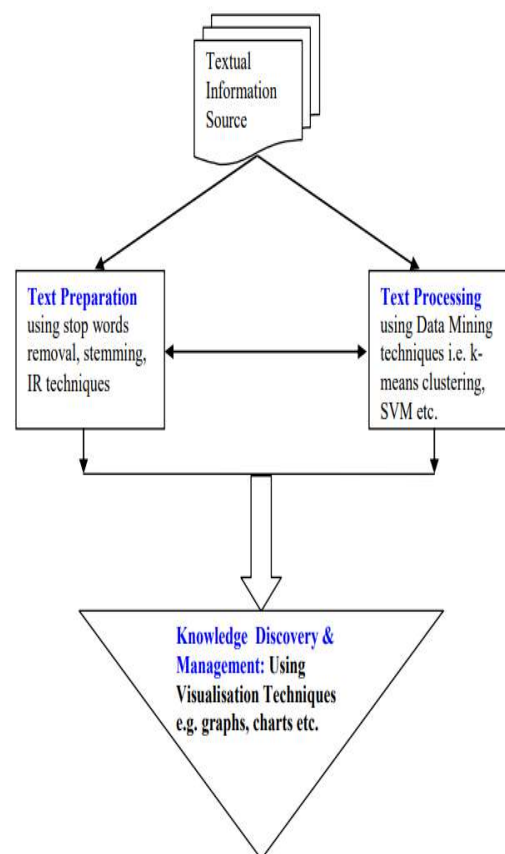 Textual
Information
Source
Text Preparation
using stop words
removal, stemming,
IR techniques
Text Processing
using Data Mining
techniques i.e. k-
means clustering,
SVM etc.
Knowledge Discovery &
Management: Using
Visualisation Techniques
e.g. graphs, charts etc.